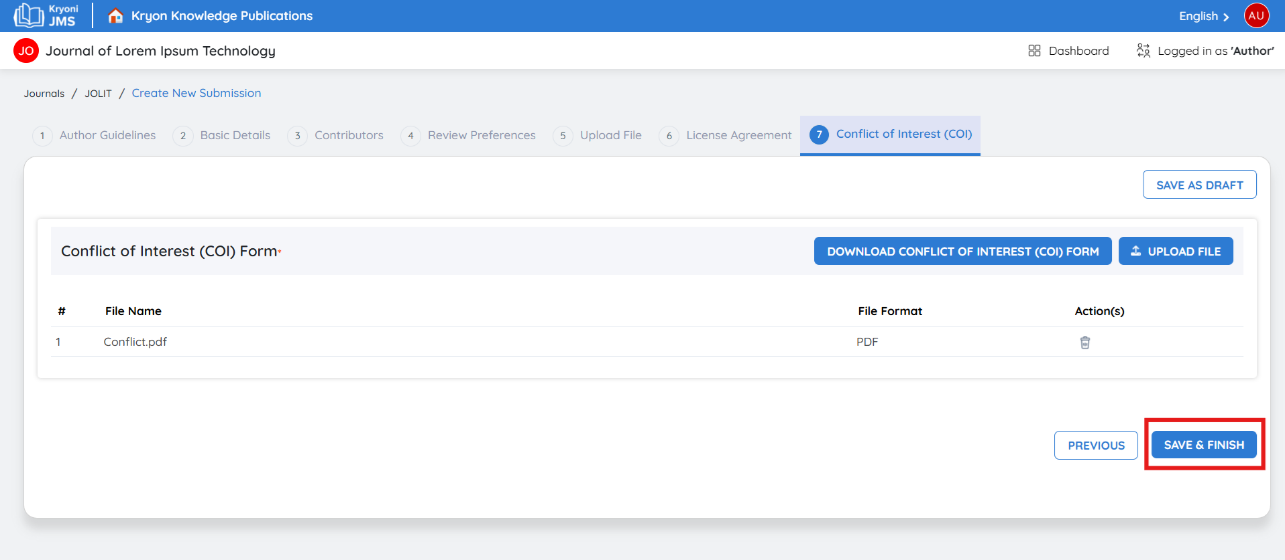 Kryoni JMS
Kryon Knowledge Publications
English
AU
JO
Journal of Lorem Ipsum Technology
Dashboard
Logged in as 'Author'
Journals / JOLIT / Create New Submission
1 Author Guidelines
2 Basic Details
3 Contributors
4 Review Preferences
5 Upload File
6 License Agreement
7 Conflict of Interest (COI)
SAVE AS DRAFT
Conflict of Interest (COI) Form*
DOWNLOAD CONFLICT OF INTEREST (COI) FORM
UPLOAD FILE
# File Name File Format Action(s)
1 Conflict.pdf PDF
PREVIOUS
SAVE & FINISH